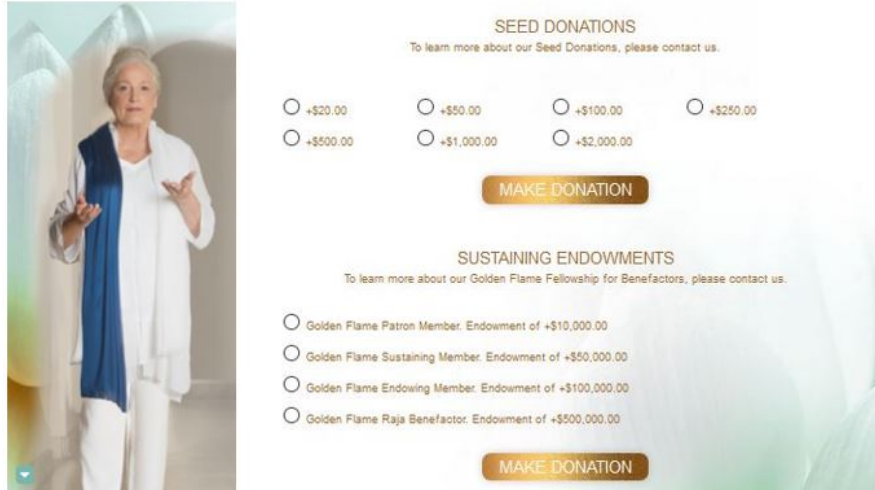 SEED DONATIONS
To learn more about our Seed Donations, please contact us.
+$20.00 +$50.00 +$100.00 +$250.00
+$500.00 +$1,000.00 +$2,000.00
MAKE DONATION
SUSTAINING ENDOWMENTS
To learn more about our Golden Flame Fellowship for Benefactors, please contact us.
Golden Flame Patron Member. Endowment of +$10,000.00
Golden Flame Sustaining Member. Endowment of +$50,000.00
Golden Flame Endowing Member. Endowment of +$100,000.00
Golden Flame Raja Benefactor. Endowment of +$500,000.00
MAKE DONATION